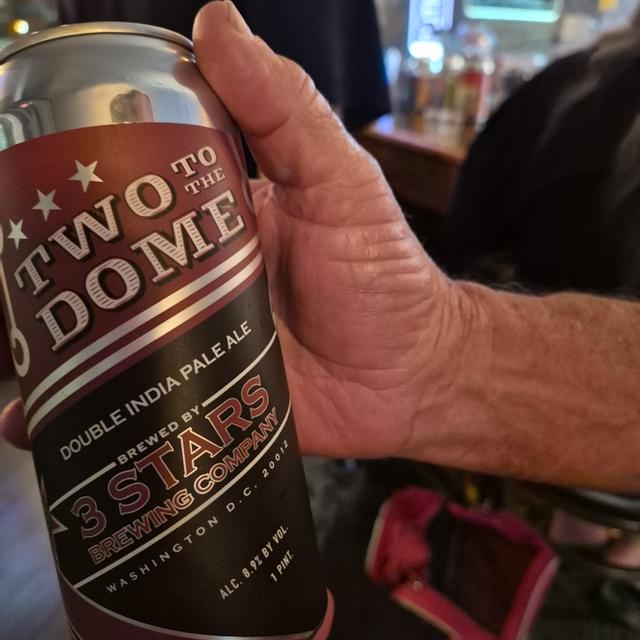 TWO TO
THE
DOME
DOUBLE INDIA PALE ALE
BREWED BY
3 STARS
BREWING COMPANY
WASHINGTON D.C. 20012
ALC. 8.9% BY VOL.
1 PINT.